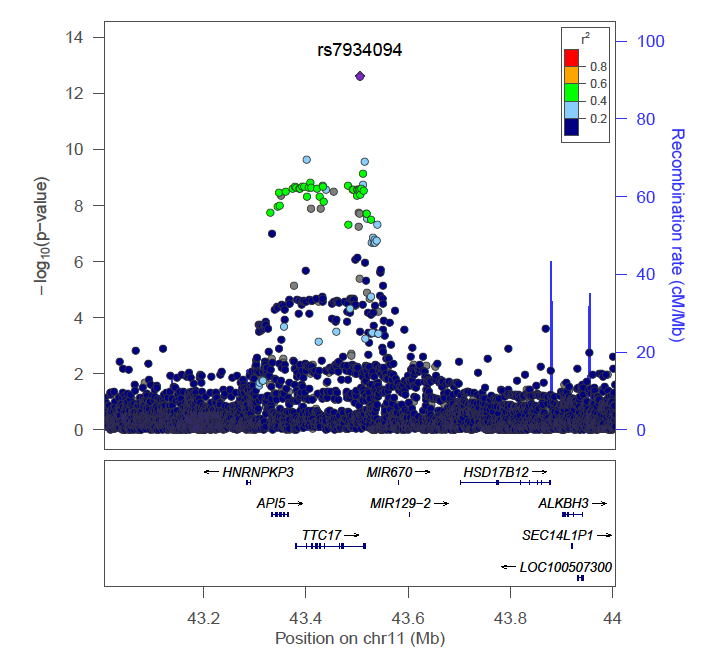 rs7934094
r²
0.8
0.6
0.4
0.2
14
12
10
8
6
4
2
0
−log10(p−value)
100
80
60
40
20
0
Recombination rate (cM/Mb)
HNRNPKP3
MIR670
HSD17B12
API5
MIR129−2
ALKBH3
TTC17
SEC14L1P1
LOC100507300
43.2
43.4
43.6
43.8
44
Position on chr11 (Mb)